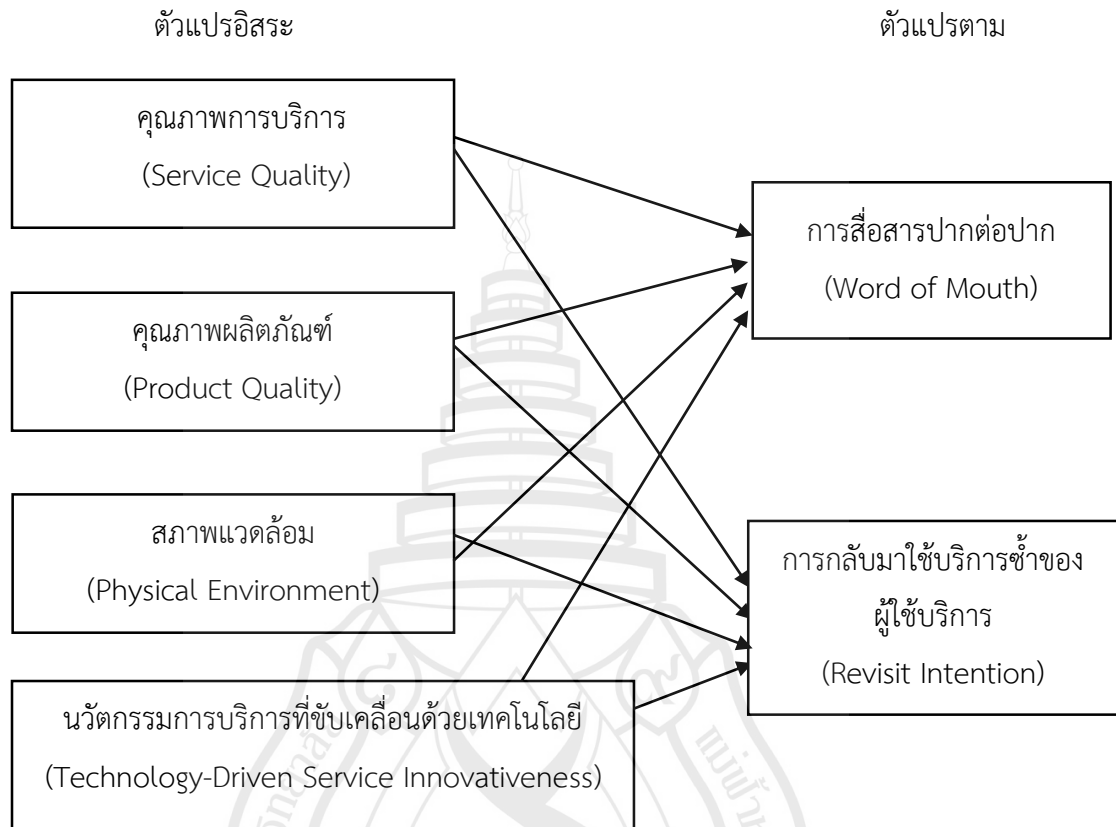 ตัวแปรอิสระ
ตัวแปรตาม
คุณภาพการบริการ
(Service Quality)
การสื่อสารปากต่อปาก
(Word of Mouth)
คุณภาพผลิตภัณฑ์
(Product Quality)
สภาพแวดล้อม
(Physical Environment)
การกลับมาใช้บริการซ้ำของ
ผู้ใช้บริการ
(Revisit Intention)
นวัตกรรมการบริการที่ขับเคลื่อนด้วยเทคโนโลยี
(Technology-Driven Service Innovativeness)